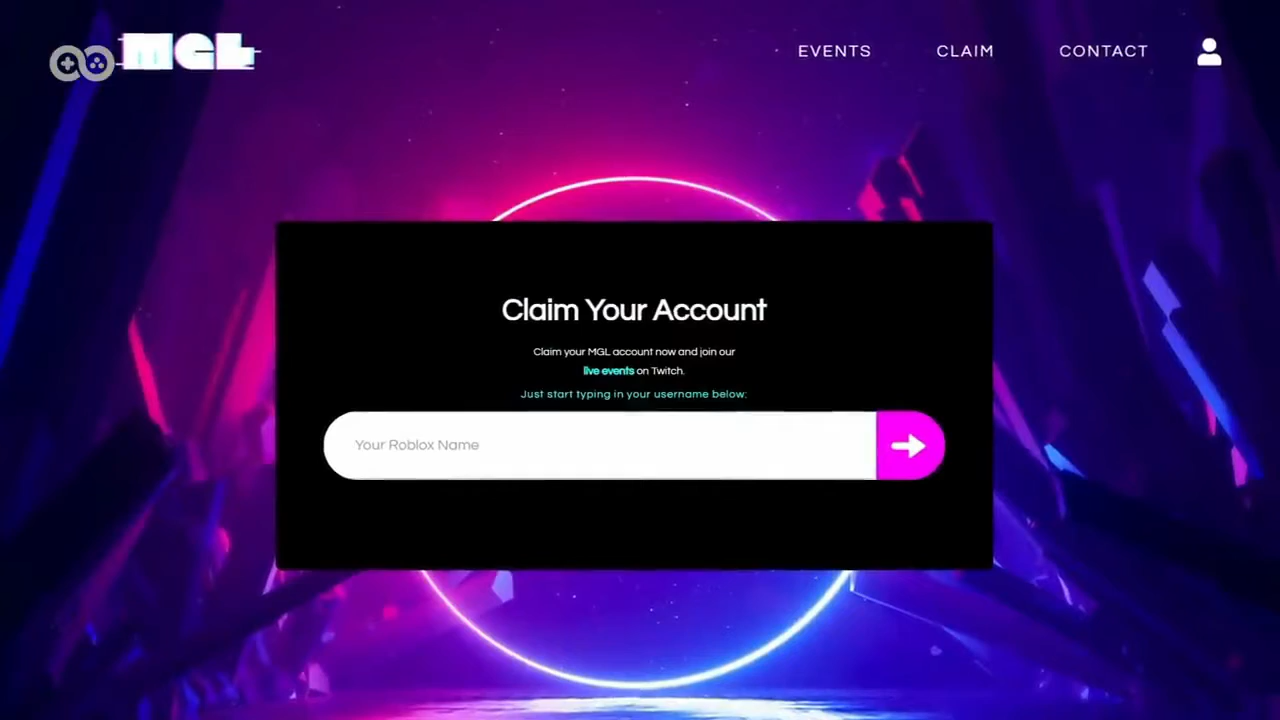 MGL
EVENTS
CLAIM
CONTACT
Claim Your Account
Claim your MGL account now and join our
live events on Twitch.
Just start typing in your username below:
Your Roblox Name